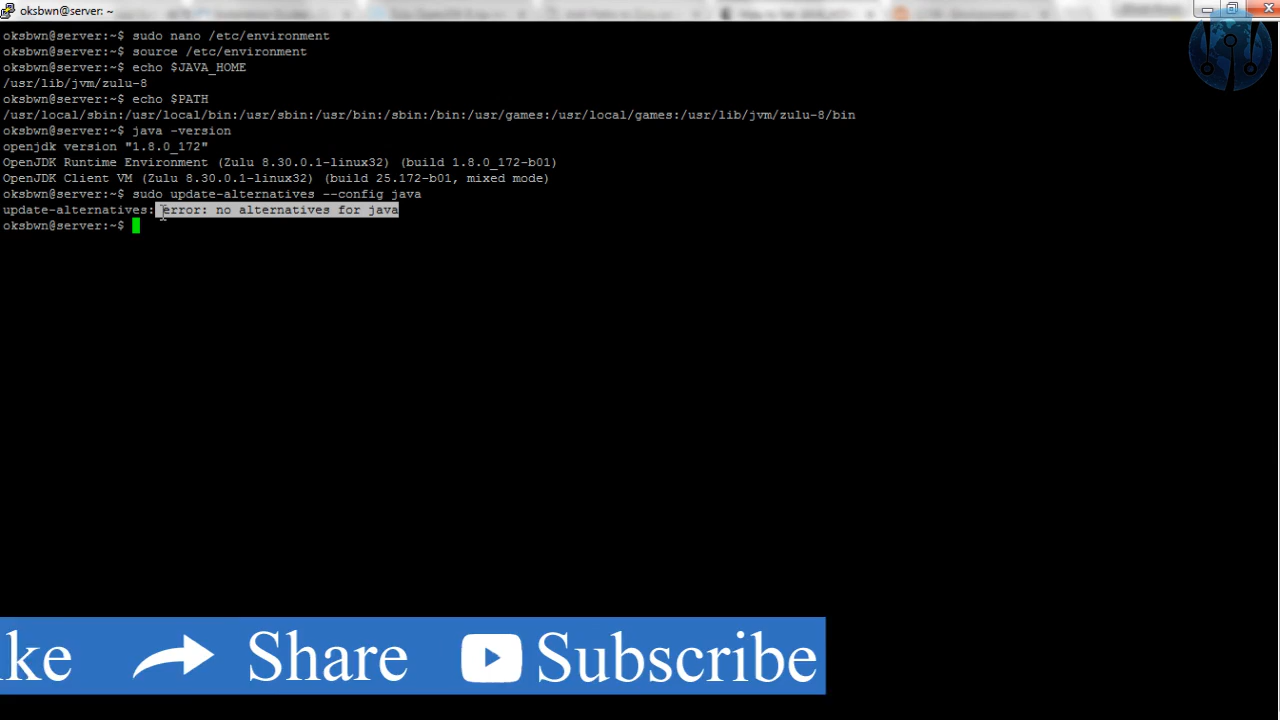 oksbwn@server: ~
oksbwn@server:~$ sudo nano /etc/environment
oksbwn@server:~$ source /etc/environment
oksbwn@server:~$ echo $JAVA_HOME
/usr/lib/jvm/zulu-8
oksbwn@server:~$ echo $PATH
/usr/local/sbin:/usr/local/bin:/usr/sbin:/usr/bin:/sbin:/bin:/usr/games:/usr/local/games:/usr/lib/jvm/zulu-8/bin
oksbwn@server:~$ java -version
openjdk version "1.8.0_172"
OpenJDK Runtime Environment (Zulu 8.30.0.1-linux32) (build 1.8.0_172-b01)
OpenJDK Client VM (Zulu 8.30.0.1-linux32) (build 25.172-b01, mixed mode)
oksbwn@server:~$ sudo update-alternatives --config java
update-alternatives: error: no alternatives for java
oksbwn@server:~$
ke Share Subscribe